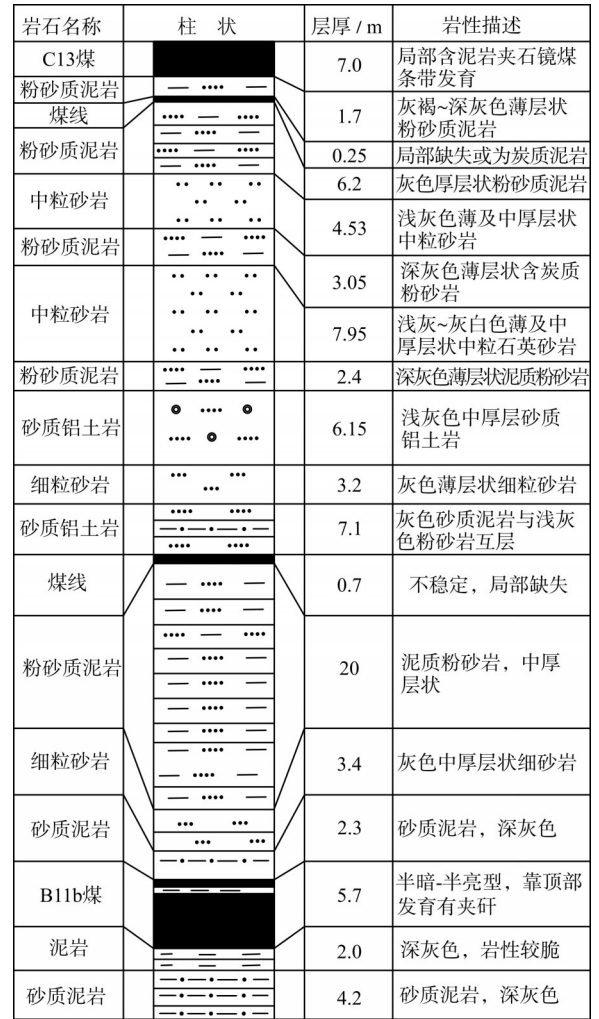 岩石名称 柱 状 层厚 / m 岩性描述
C13煤 7.0 局部含泥岩夹石镜煤
条带发育
粉砂质泥岩 1.7 灰褐~深灰色薄层状
粉砂质泥岩
煤线 0.25 局部缺失或为炭质泥岩
粉砂质泥岩 6.2 灰色厚层状粉砂质泥岩
中粒砂岩 4.53 浅灰色薄及中厚层状
中粒砂岩
粉砂质泥岩 3.05 深灰色薄层状含炭质
粉砂岩
中粒砂岩 7.95 浅灰~灰白色薄及中
厚层状中粒石英砂岩
粉砂质泥岩 2.4 深灰色薄层状泥质粉砂岩
砂质铝土岩 6.15 浅灰色中厚层砂质
铝土岩
细粒砂岩 3.2 灰色薄层状细粒砂岩
砂质铝土岩 7.1 灰色砂质泥岩与浅灰
色粉砂岩互层
煤线 0.7 不稳定，局部缺失
粉砂质泥岩 20 泥质粉砂岩，中厚
层状
细粒砂岩 3.4 灰色中厚层状细砂岩
砂质泥岩 2.3 砂质泥岩，深灰色
B11b煤 5.7 半暗-半亮型，靠顶部
发育有夹矸
泥岩 2.0 深灰色，岩性较脆
砂质泥岩 4.2 砂质泥岩，深灰色